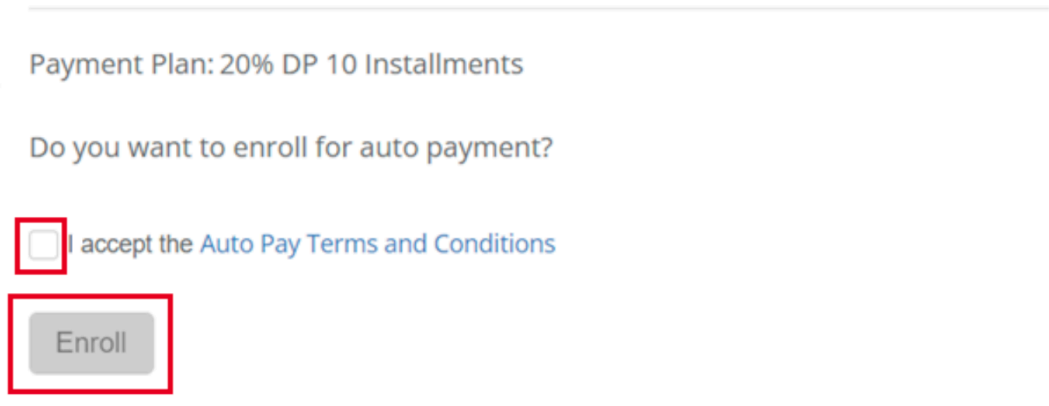 Payment Plan: 20% DP 10 Installments
Do you want to enroll for auto payment?
I accept the Auto Pay Terms and Conditions
Enroll